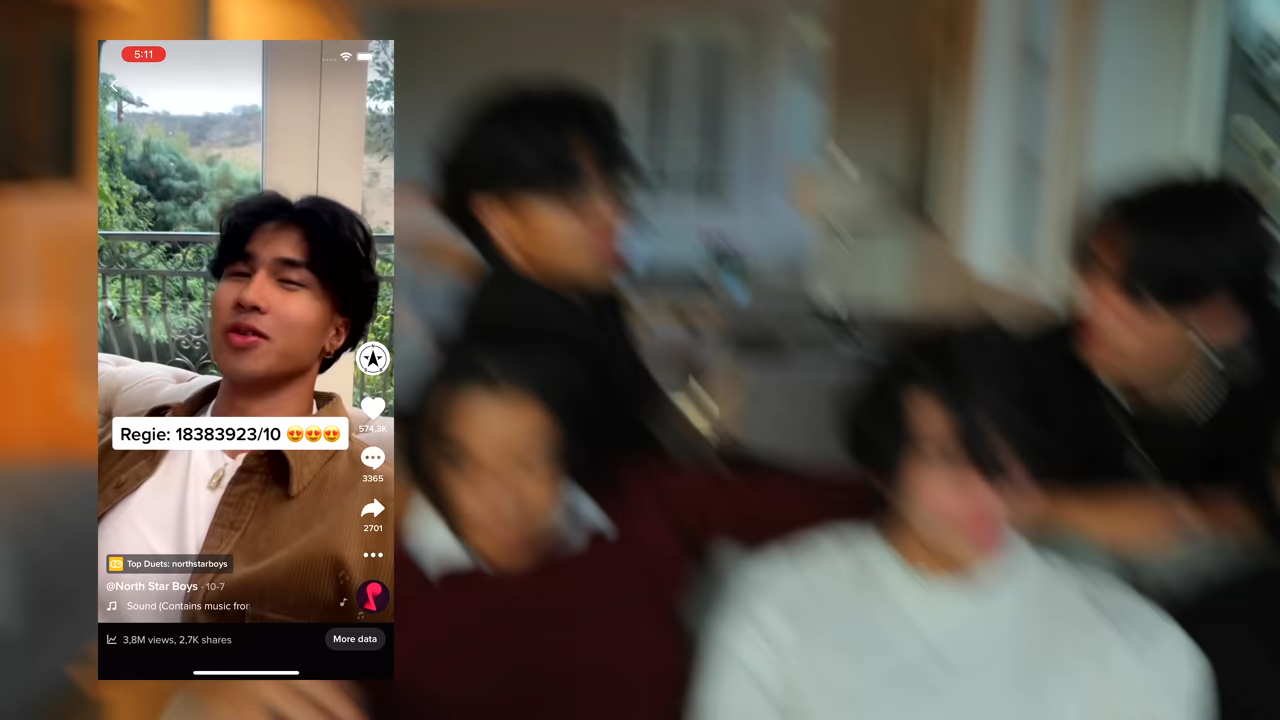 5:11
Regie: 18383923/10 😍😍😍
574,3K
3365
2701
Top Duets: northstarboys
@North Star Boys · 10-7
Sound (Contains music fror
3,8M views, 2,7K shares
More data